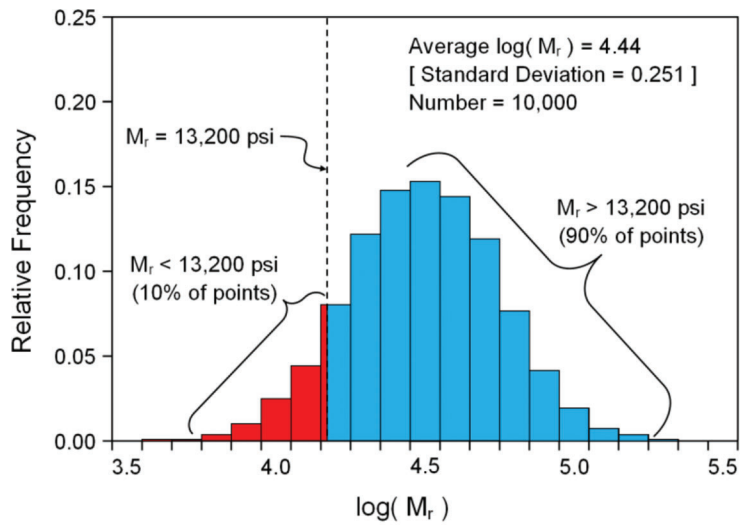 0.25
0.20
0.15
0.10
0.05
0.00
Relative Frequency
Average log( Mᵣ ) = 4.44
[ Standard Deviation = 0.251 ]
Number = 10,000
Mᵣ = 13,200 psi
Mᵣ > 13,200 psi
(90% of points)
Mᵣ < 13,200 psi
(10% of points)
3.5 4.0 4.5 5.0 5.5
log( Mᵣ )